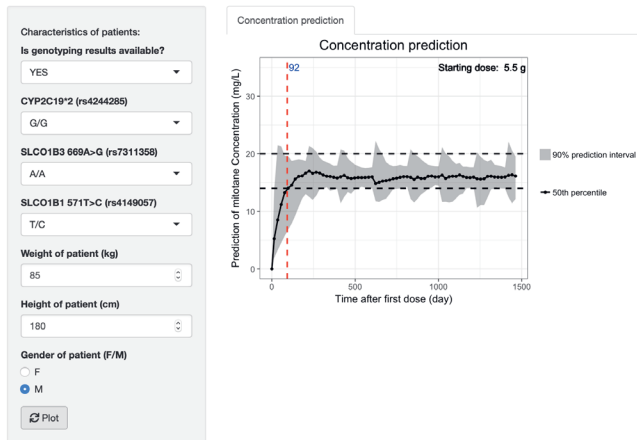 Characteristics of patients:
Is genotyping results available?
YES
CYP2C19*2 (rs4244285)
G/G
SLCO1B3 669A>G (rs7311358)
A/A
SLCO1B1 571T>C (rs4149057)
T/C
Weight of patient (kg)
85
Height of patient (cm)
180
Gender of patient (F/M)
F
M
Plot
Concentration prediction
Concentration prediction
92
Starting dose: 5.5 g
Prediction of mitotane Concentration (mg/L)
30
20
10
0
0
500
1000
1500
Time after first dose (day)
90% prediction interval
50th percentile